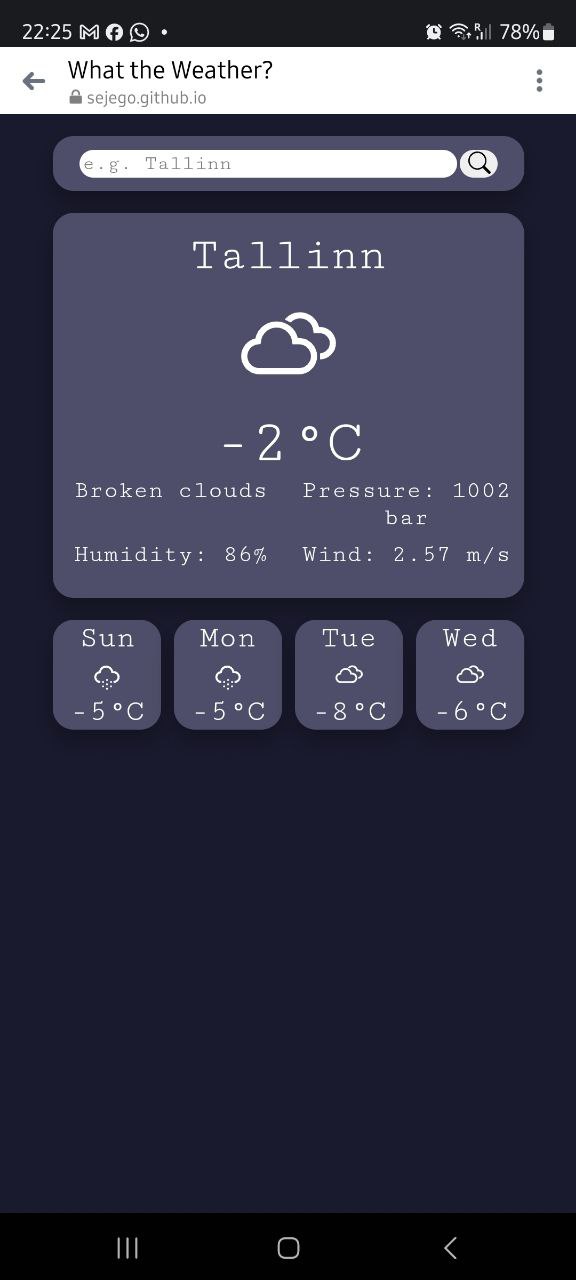 22:25 R 78%
What the Weather?
sejego.github.io
e.g. Tallinn
Tallinn
-2°C
Broken clouds Pressure: 1002
bar
Humidity: 86% Wind: 2.57 m/s
Sun Mon Tue Wed
-5°C -5°C -8°C -6°C